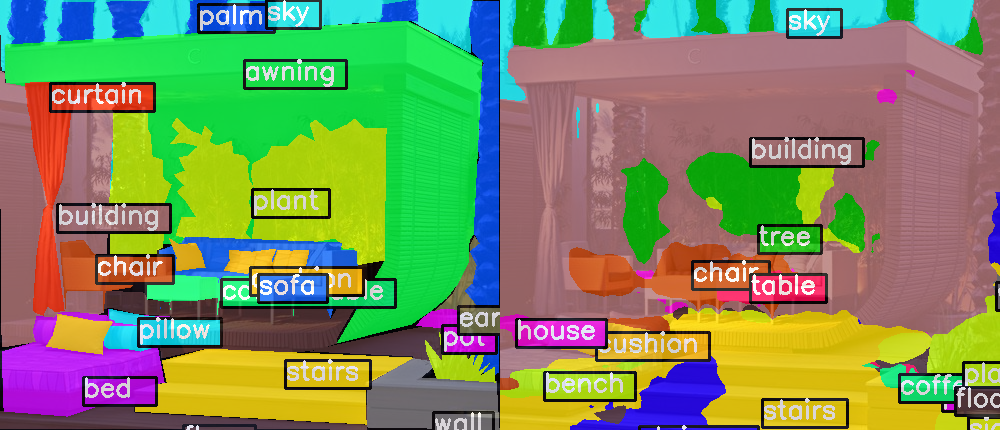 palm
sky
awning
curtain
plant
building
chair
sofa
pillow
stairs
bed
pot
wall
sky
building
tree
chair
table
house
cushion
bench
stairs